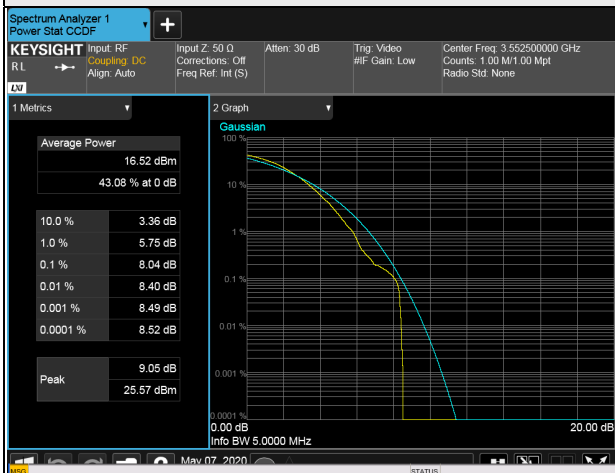 Spectrum Analyzer 1
Power Stat CCDF
KEYSIGHT
R L
LXI
Input: RF
Coupling: DC
Align: Auto
Input Z: 50 Ω
Corrections: Off
Freq Ref: Int (S)
Atten: 30 dB
Trig: Video
#IF Gain: Low
Center Freq: 3.552500000 GHz
Counts: 1.00 M/1.00 Mpt
Radio Std: None
1 Metrics
Average Power
16.52 dBm
43.08 % at 0 dB
10.0 % 3.36 dB
1.0 % 5.75 dB
0.1 % 8.04 dB
0.01 % 8.40 dB
0.001 % 8.49 dB
0.0001 % 8.52 dB
Peak
9.05 dB
25.57 dBm
2 Graph
Gaussian
100 %
10 %
1 %
0.1 %
0.01 %
0.001 %
0.0001 %
0.00 dB 20.00 dB
Info BW 5.0000 MHz
May 07, 2020
MSG STATUS